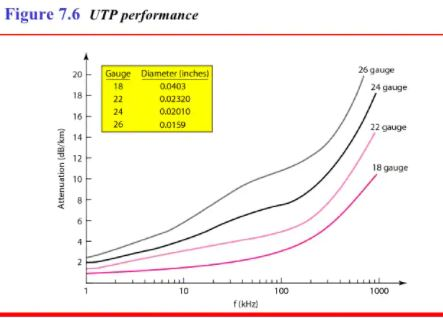 Figure 7.6 UTP performance
Gauge Diameter (inches)
18 0.0403
22 0.02320
24 0.02010
26 0.0159
26 gauge
24 gauge
22 gauge
18 gauge
Attenuation (dB/km)
20
18
16
14
12
10
8
6
4
2
1 10 100 1000
f (kHz)